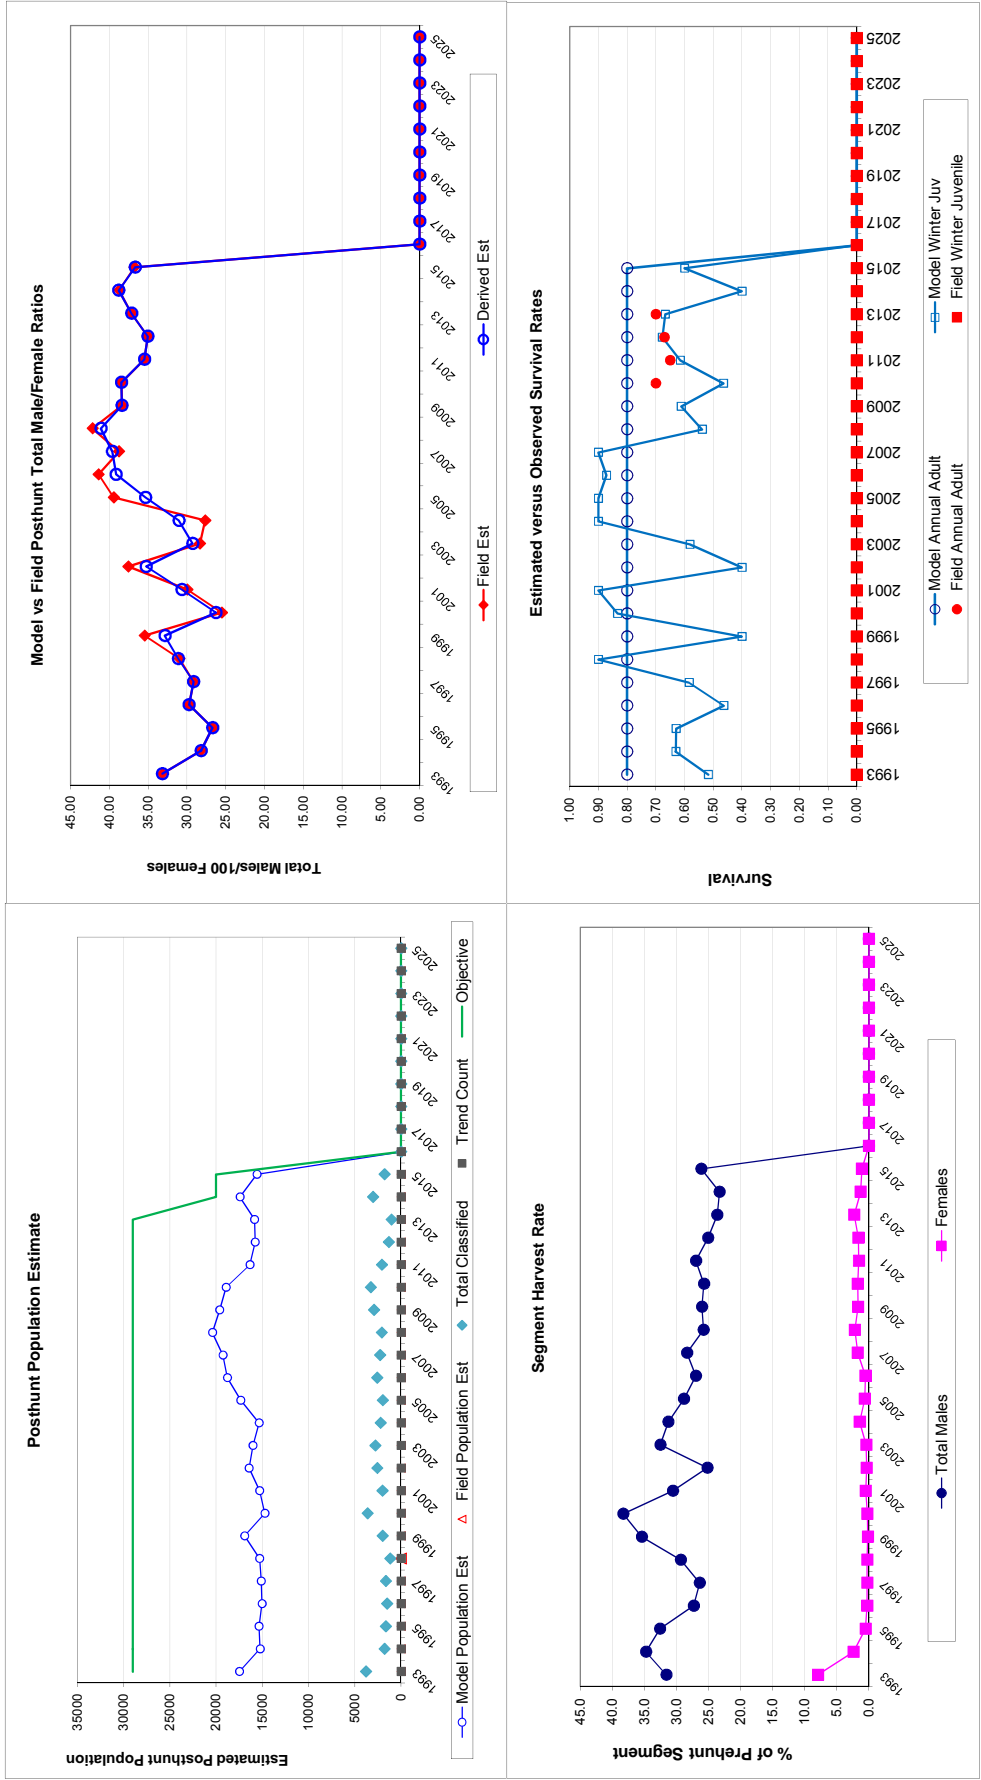 Posthunt Population Estimate
Estimated Posthunt Population
35000
30000
25000
20000
15000
10000
5000
0
1993 1995 1997 1999 2001 2003 2005 2007 2009 2011 2013 2015 2017 2019 2021 2023 2025
Model Population Est Field Population Est Total Classified Trend Count Objective
Model vs Field Posthunt Total Male/Female Ratios
Total Males/100 Females
45.00
40.00
35.00
30.00
25.00
20.00
15.00
10.00
5.00
0.00
1993 1995 1997 1999 2001 2003 2005 2007 2009 2011 2013 2015 2017 2019 2021 2023 2025
Field Est Derived Est
Segment Harvest Rate
% of Prehunt Segment
45.0
40.0
35.0
30.0
25.0
20.0
15.0
10.0
5.0
0.0
1993 1995 1997 1999 2001 2003 2005 2007 2009 2011 2013 2015 2017 2019 2021 2023 2025
Total Males Females
Estimated versus Observed Survival Rates
Survival
1.00
0.90
0.80
0.70
0.60
0.50
0.40
0.30
0.20
0.10
0.00
1993 1995 1997 1999 2001 2003 2005 2007 2009 2011 2013 2015 2017 2019 2021 2023 2025
Model Annual Adult Model Winter Juv
Field Annual Adult Field Winter Juvenile